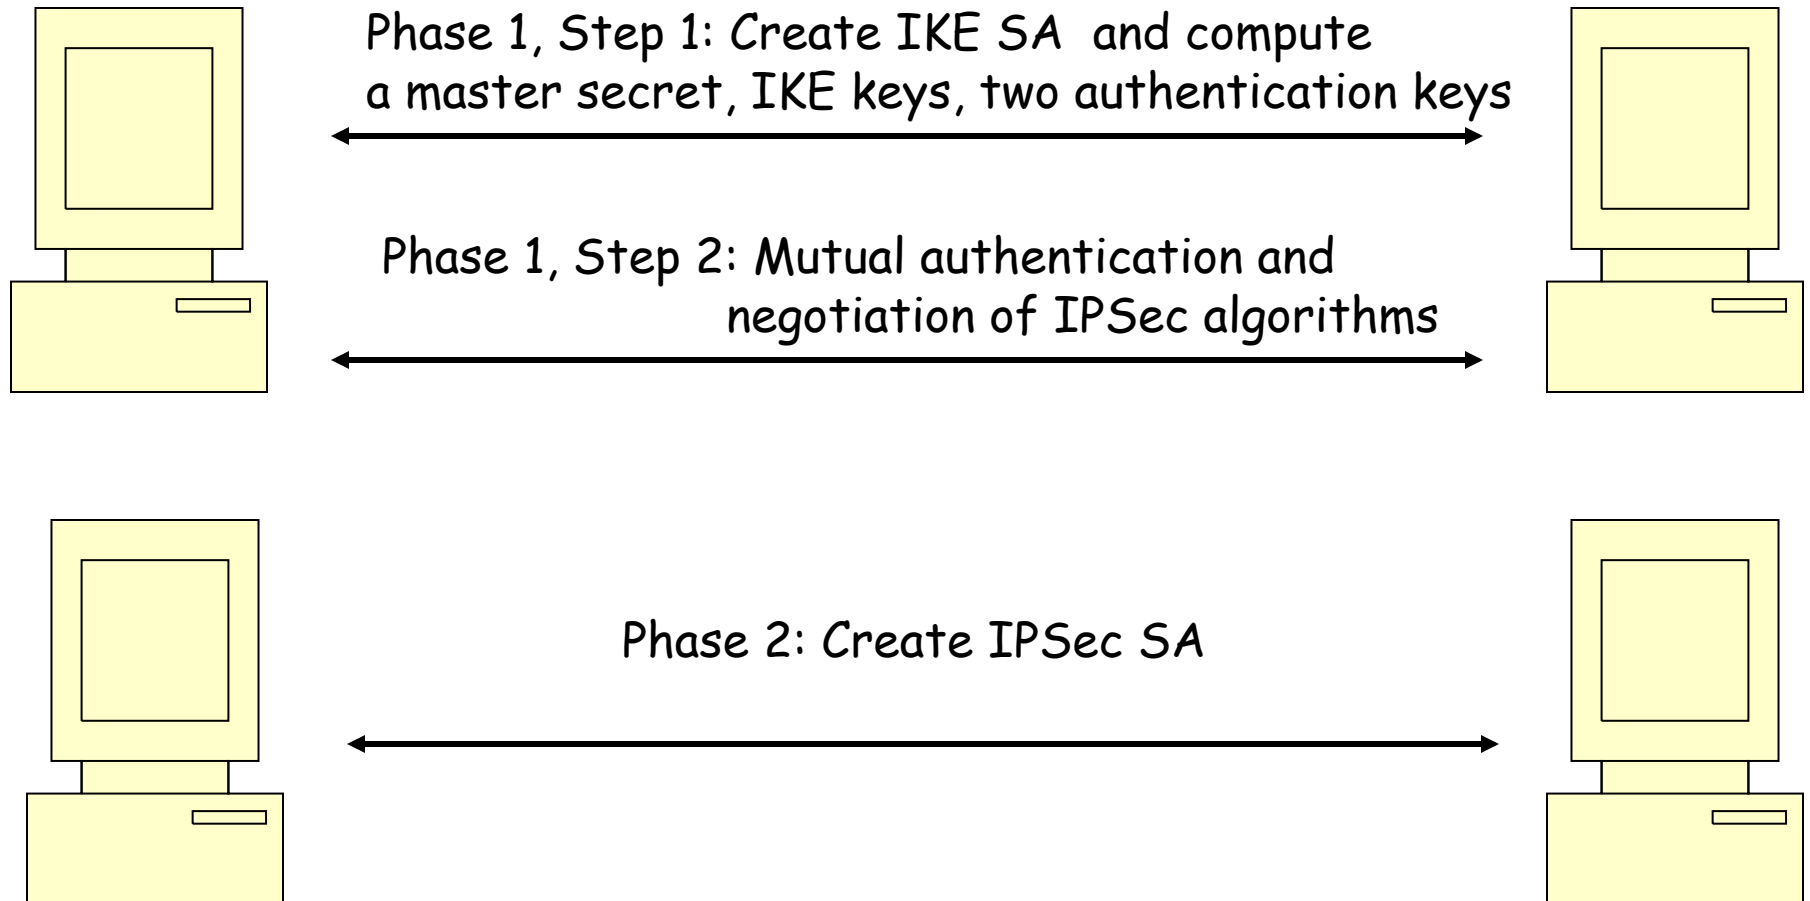 Phase 1, Step 1: Create IKE SA and compute
a master secret, IKE keys, two authentication keys
Phase 1, Step 2: Mutual authentication and
negotiation of IPSec algorithms
Phase 2: Create IPSec SA